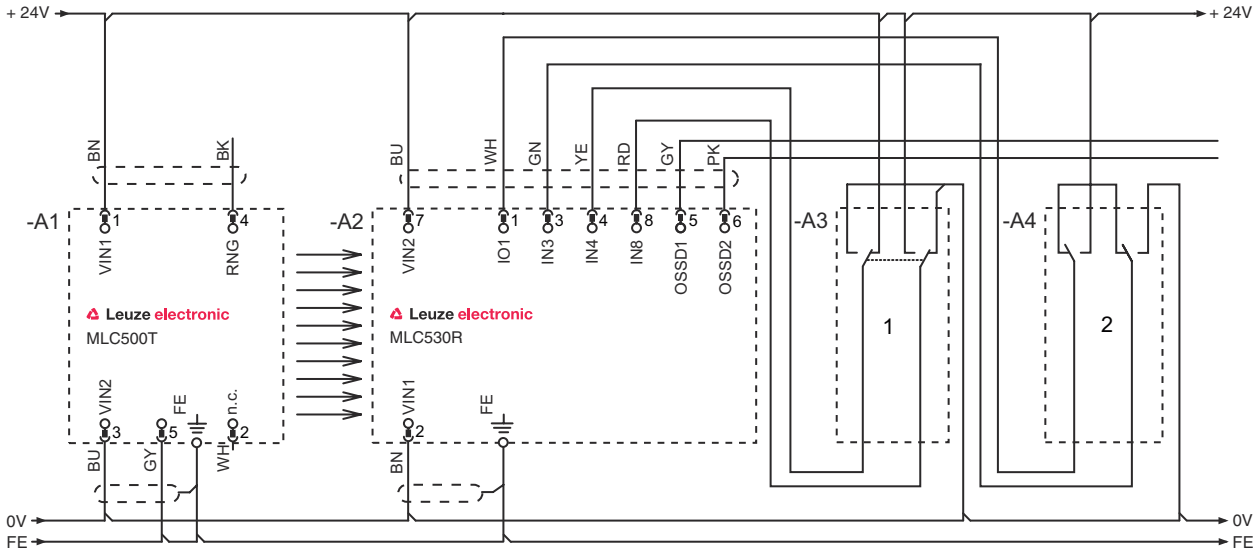 + 24V
+ 24V
BN
BK
BU
WH
GN
YE
RD
GY
PK
-A1
1
4
-A2
7
1
3
4
8
5
6
-A3
-A4
VIN1
RNG
VIN2
IO1
IN3
IN4
IN8
OSSD1
OSSD2
Leuze electronic
MLC500T
Leuze electronic
MLC530R
1
2
VIN2
FE
n.c.
VIN1
FE
3
5
2
2
BU
GY
WH
BN
0V
0V
FE
FE